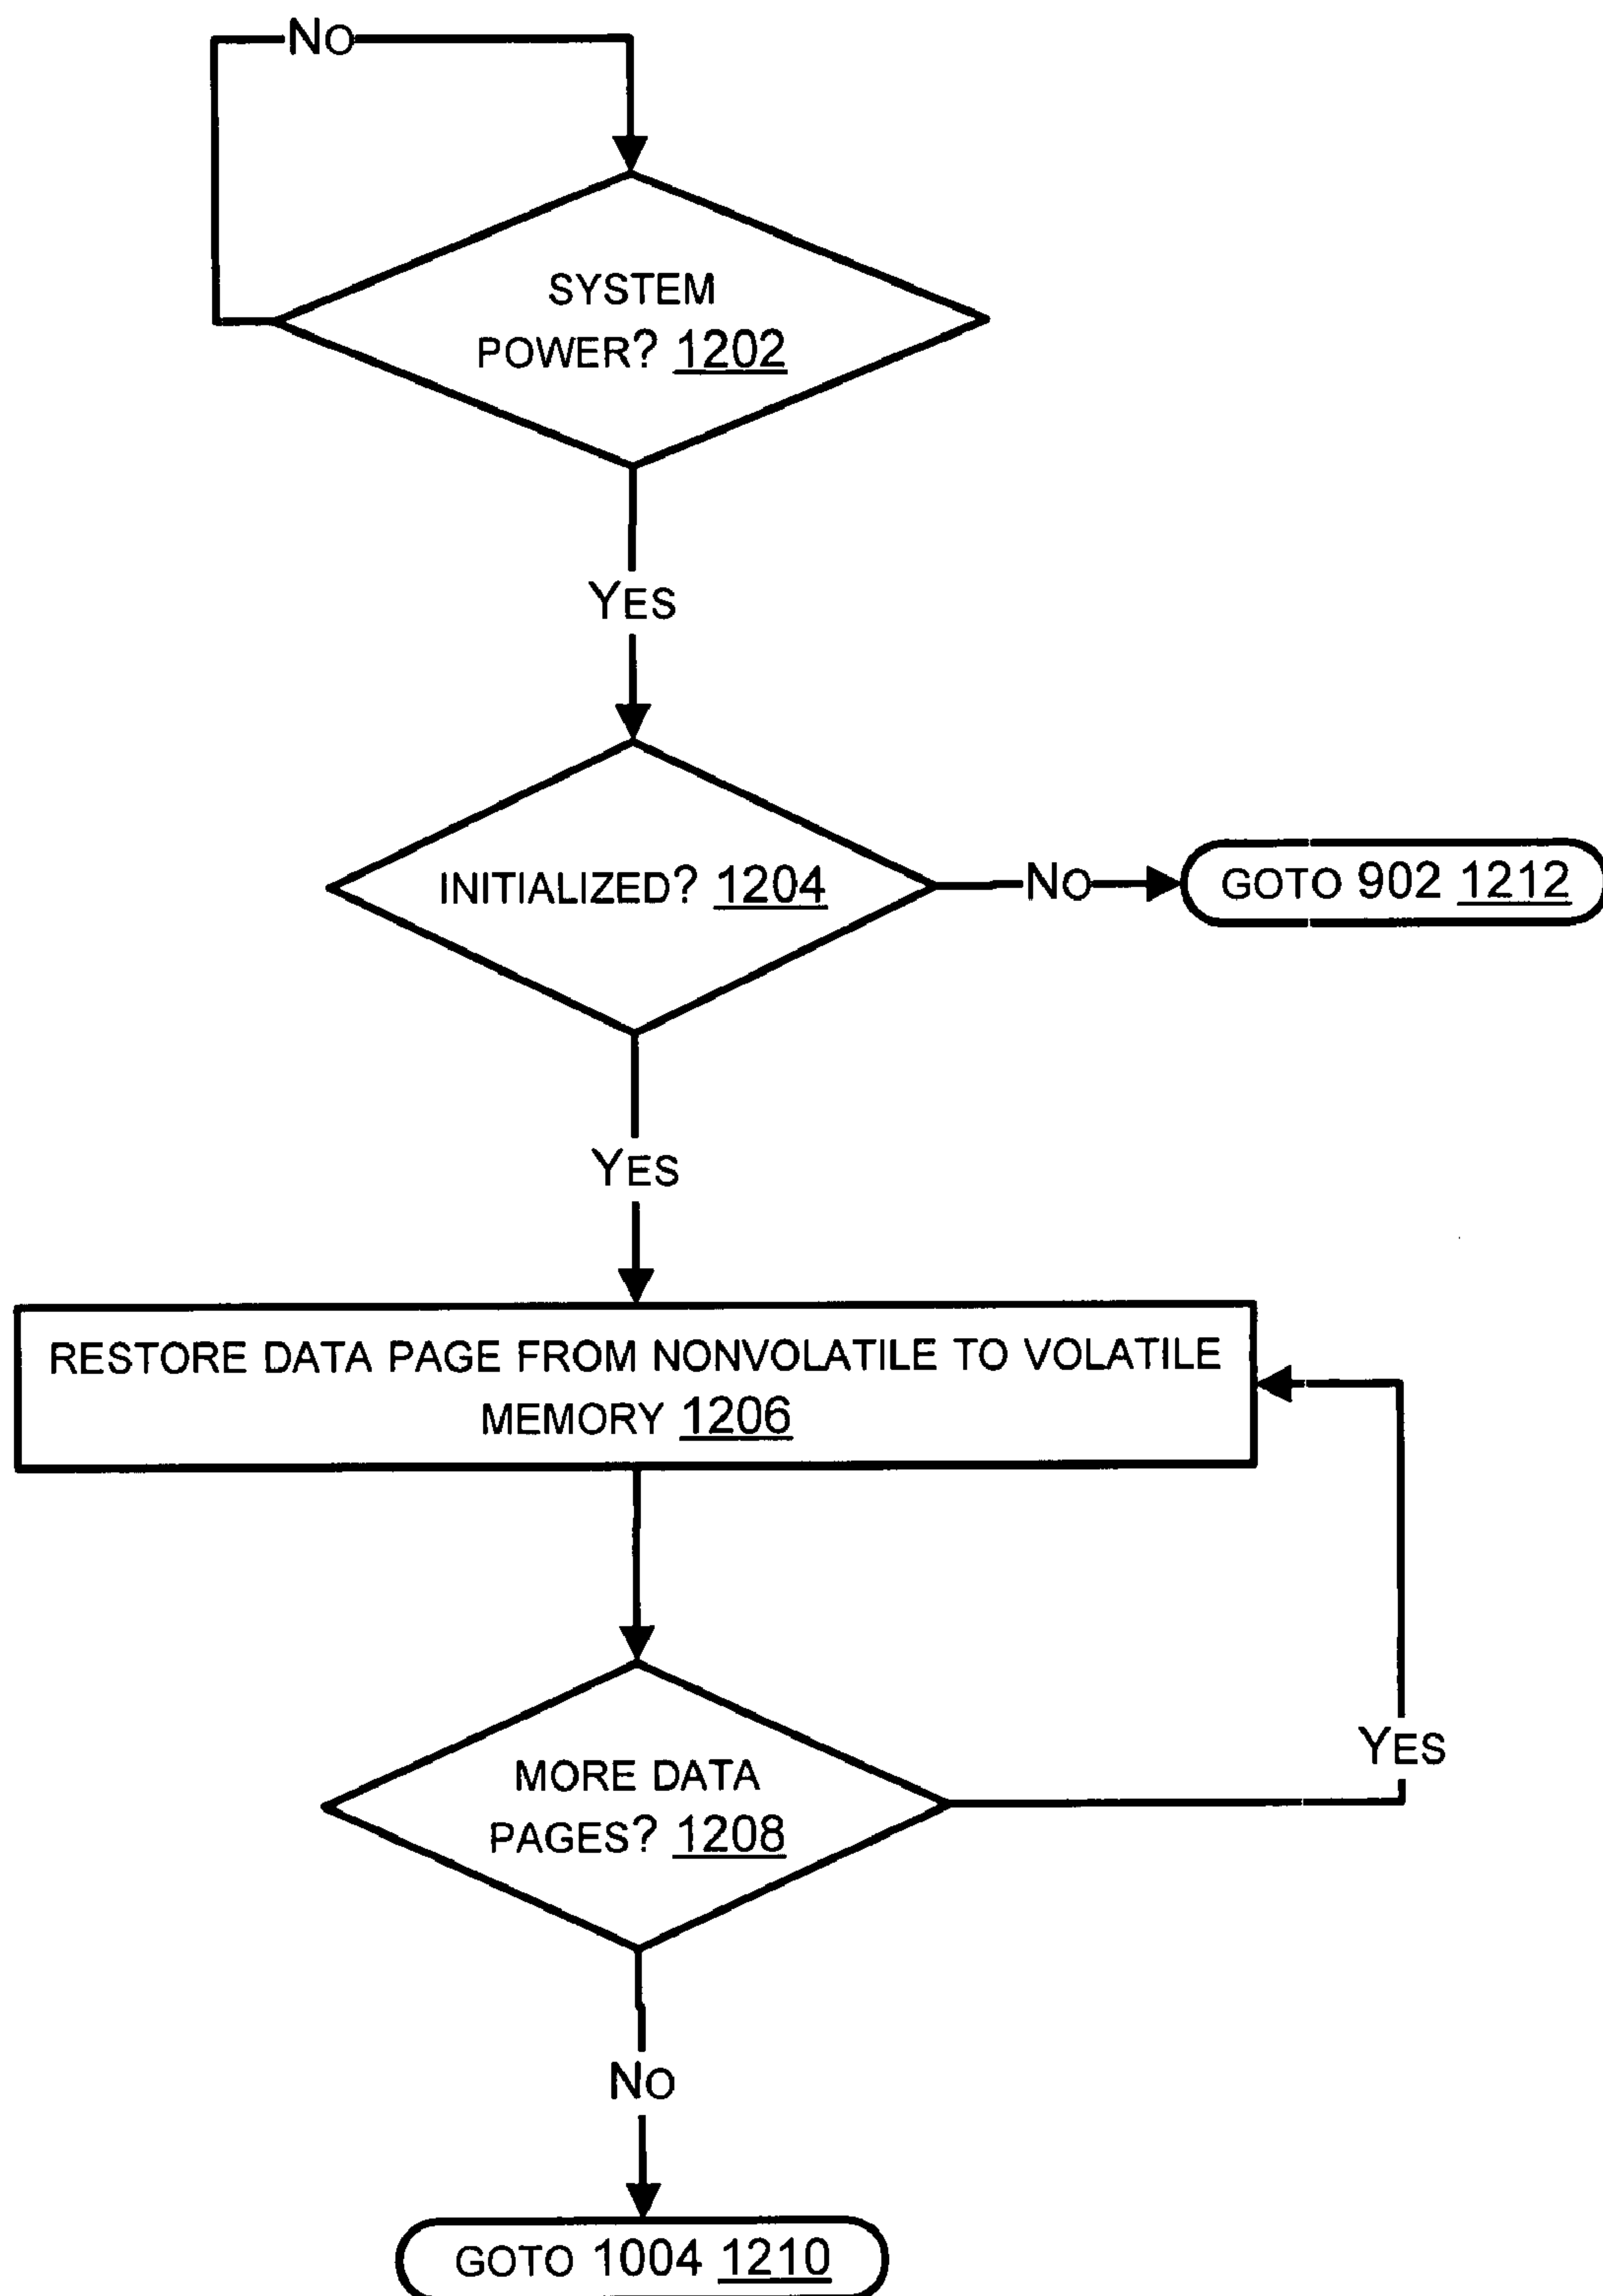 NO
SYSTEM
POWER? 1202
YES
INITIALIZED? 1204
NO
GOTO 902 1212
YES
RESTORE DATA PAGE FROM NONVOLATILE TO VOLATILE
MEMORY 1206
MORE DATA
PAGES? 1208
YES
NO
GOTO 1004 1210